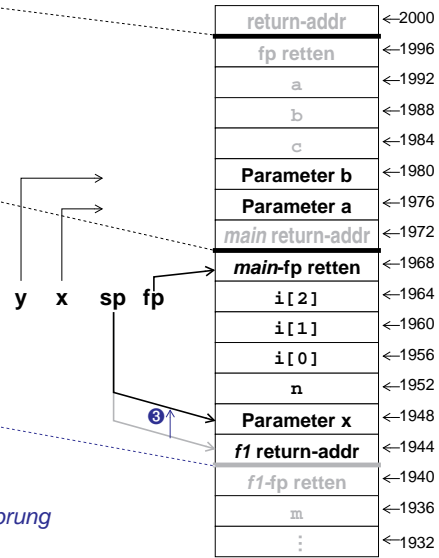 return-addr ←2000
fp retten ←1996
a ←1992
b ←1988
c ←1984
Parameter b ←1980
Parameter a ←1976
main return-addr ←1972
main-fp retten ←1968
y x sp fp i[2] ←1964
i[1] ←1960
i[0] ←1956
n ←1952
❸ Parameter x ←1948
f1 return-addr ←1944
f1-fp retten ←1940
m ←1936
prung
⋮ ←1932